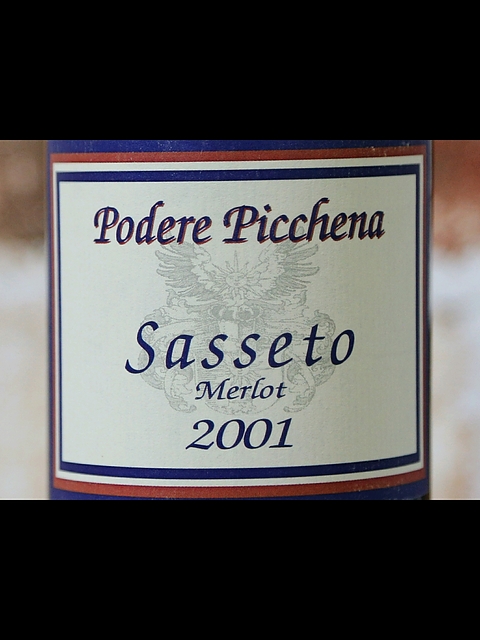 Podere Picchena
Sasseto
Merlot
2001